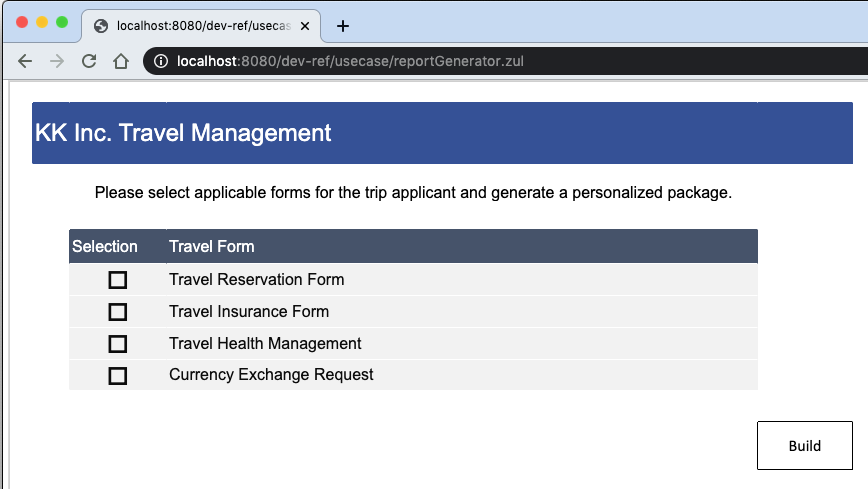 localhost:8080/dev-ref/usecas
localhost:8080/dev-ref/usecase/reportGenerator.zul
KK Inc. Travel Management
Please select applicable forms for the trip applicant and generate a personalized package.
Selection Travel Form
Travel Reservation Form
Travel Insurance Form
Travel Health Management
Currency Exchange Request
Build